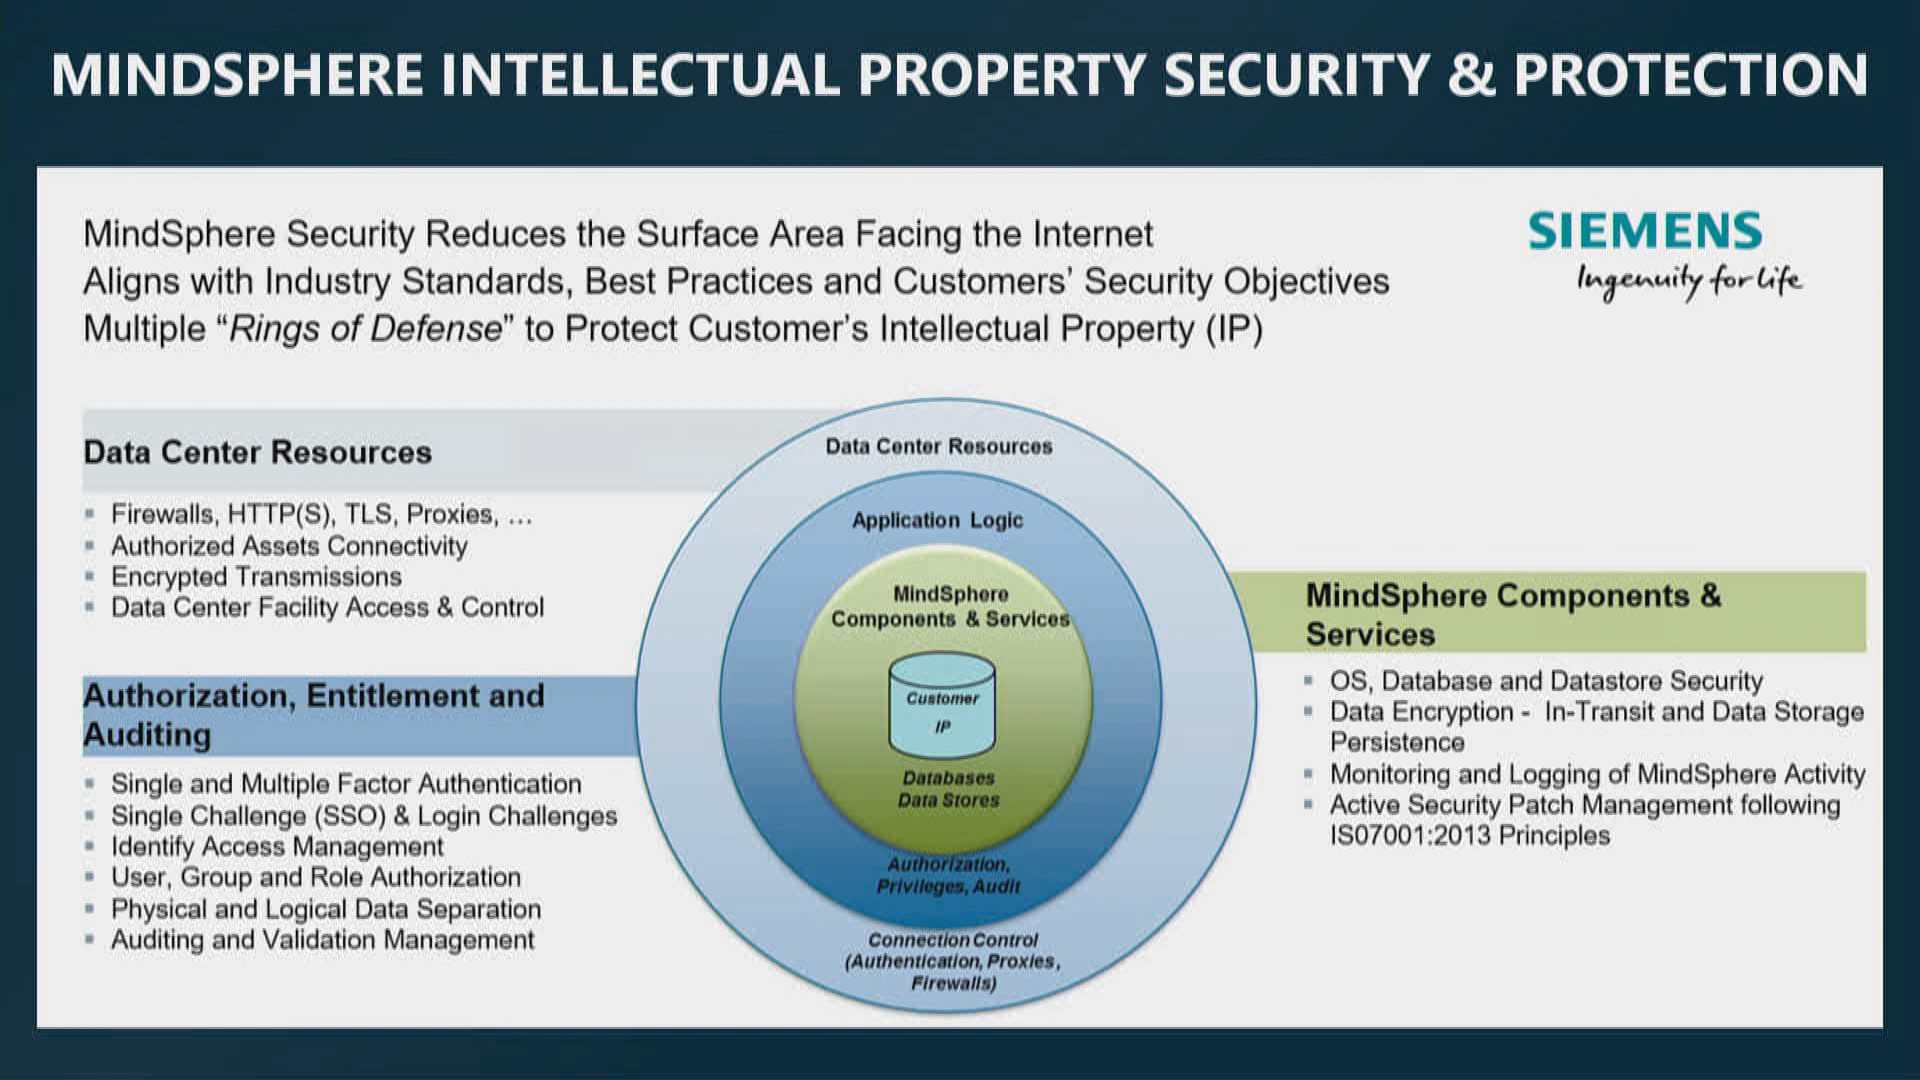 MINDSPHERE INTELLECTUAL PROPERTY SECURITY & PROTECTION
MindSphere Security Reduces the Surface Area Facing the Internet
Aligns with Industry Standards, Best Practices and Customers' Security Objectives
Multiple "Rings of Defense" to Protect Customer's Intellectual Property (IP)
SIEMENS
Ingenuity for life
Data Center Resources
Firewalls, HTTP(S), TLS, Proxies, …
Authorized Assets Connectivity
Encrypted Transmissions
Data Center Facility Access & Control
Authorization, Entitlement and
Auditing
Single and Multiple Factor Authentication
Single Challenge (SSO) & Login Challenges
Identify Access Management
User, Group and Role Authorization
Physical and Logical Data Separation
Auditing and Validation Management
Data Center Resources
Application Logic
MindSphere
Components & Services
Customer
IP
Databases
Data Stores
Authorization,
Privileges, Audit
Connection Control
(Authentication, Proxies,
Firewalls)
MindSphere Components &
Services
OS, Database and Datastore Security
Data Encryption - In-Transit and Data Storage
Persistence
Monitoring and Logging of MindSphere Activity
Active Security Patch Management following
IS07001:2013 Principles